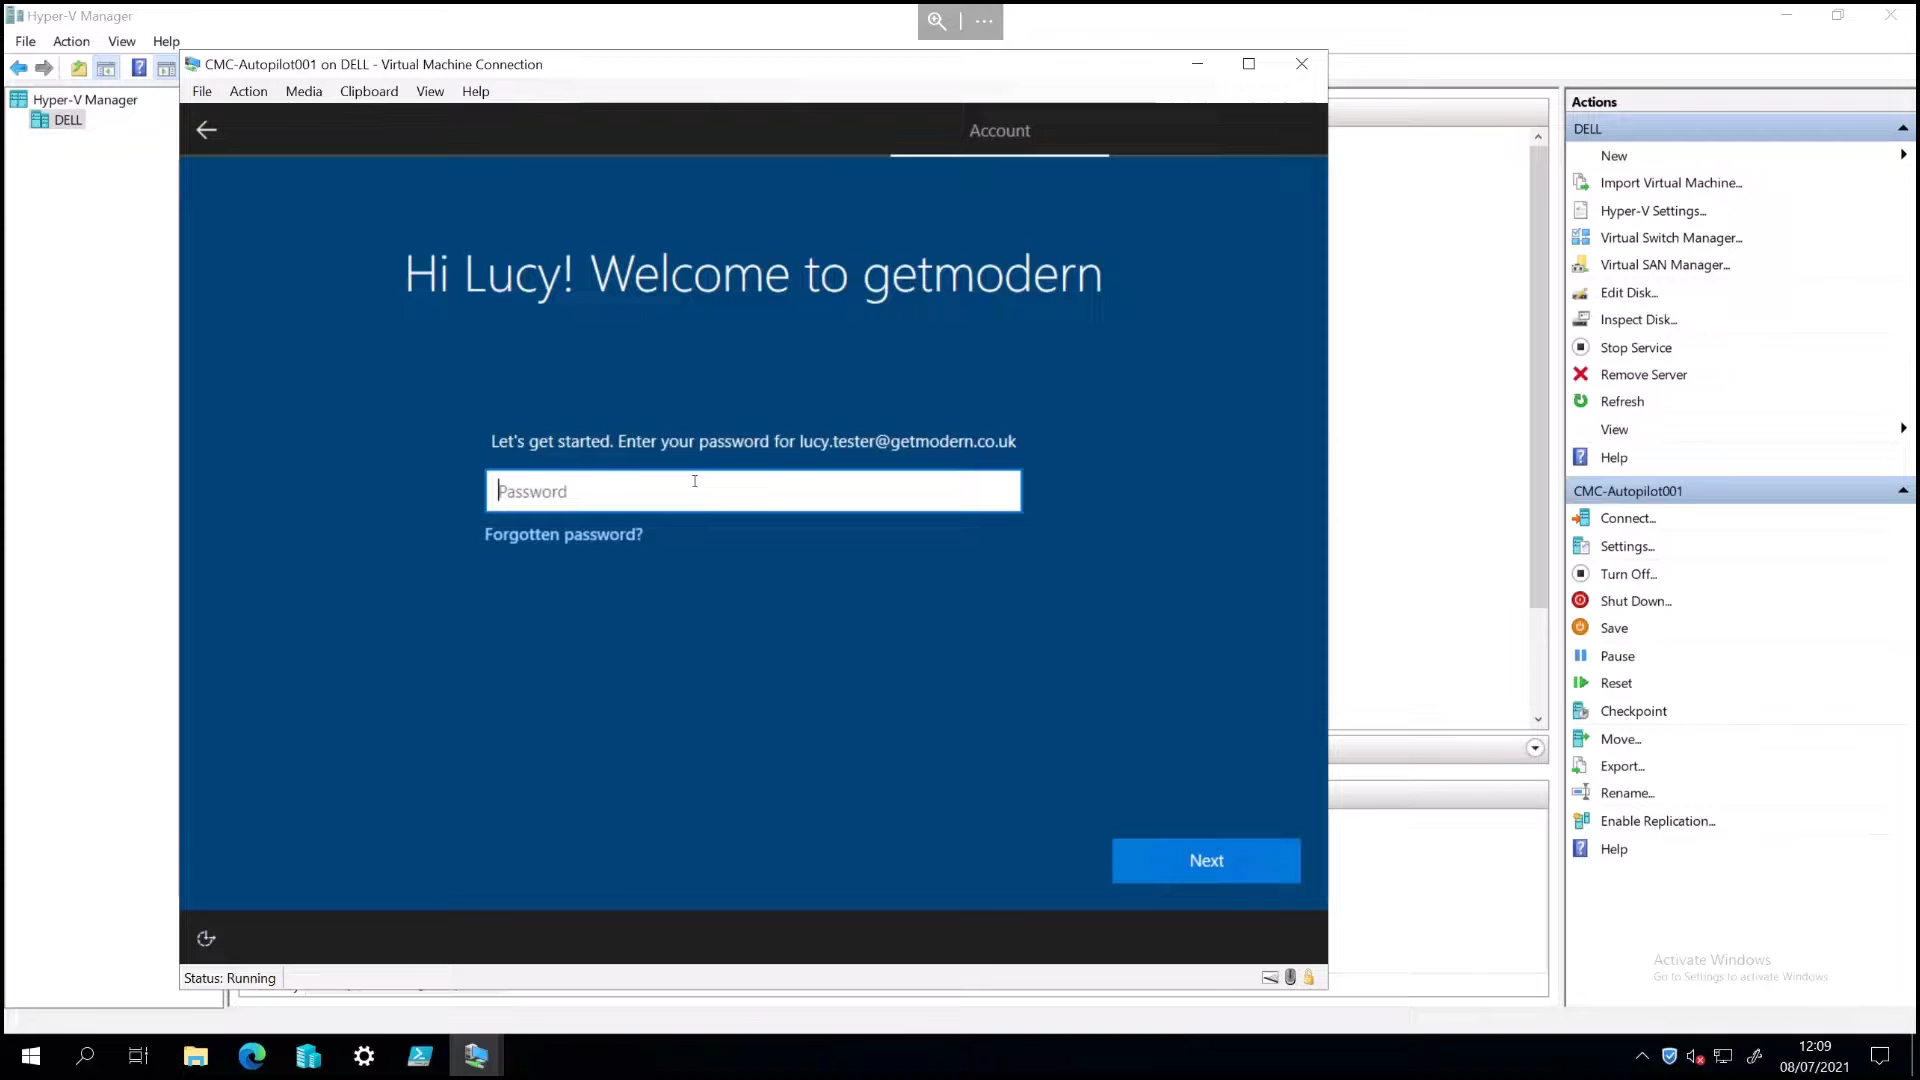 Hyper-V Manager
File Action View Help
Hyper-V Manager
DELL
CMC-Autopilot001 on DELL - Virtual Machine Connection
File Action Media Clipboard View Help
Account
Hi Lucy! Welcome to getmodern
Let's get started. Enter your password for lucy.tester@getmodern.co.uk
Password
Forgotten password?
Next
Status: Running
Actions
DELL
New
Import Virtual Machine...
Hyper-V Settings...
Virtual Switch Manager...
Virtual SAN Manager...
Edit Disk...
Inspect Disk...
Stop Service
Remove Server
Refresh
View
Help
CMC-Autopilot001
Connect...
Settings...
Turn Off...
Shut Down...
Save
Pause
Reset
Checkpoint
Move...
Export...
Rename...
Enable Replication...
Help
Activate Windows
Go to Settings to activate Windows
12:09
08/07/2021